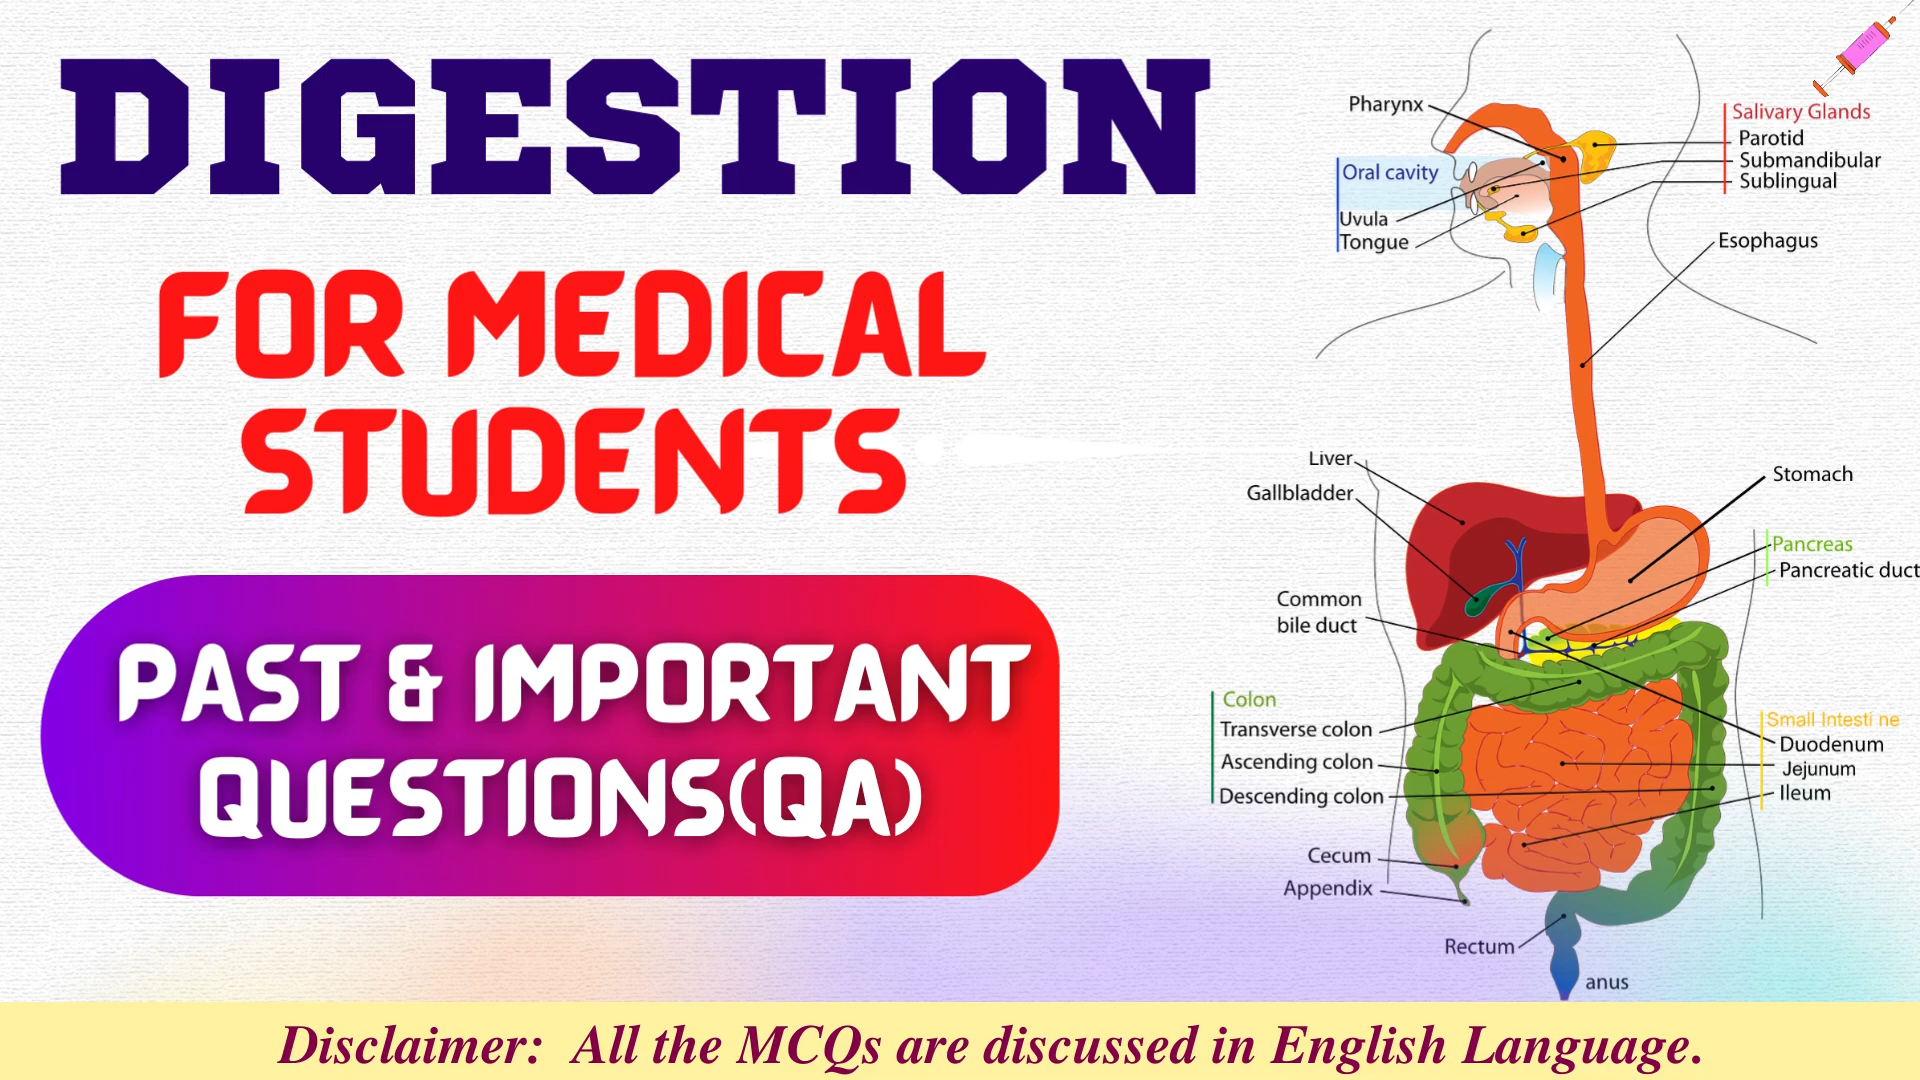 DIGESTION
FOR MEDICAL
STUDENTS
PAST & IMPORTANT
QUESTIONS(QA)
Pharynx
Oral cavity
Uvula
Tongue
Salivary Glands
Parotid
Submandibular
Sublingual
Esophagus
Liver
Gallbladder
Stomach
Pancreas
Pancreatic duct
Common
bile duct
Colon
Transverse colon
Ascending colon
Descending colon
Small Intesti ne
Duodenum
Jejunum
Ileum
Cecum
Appendix
Rectum
anus
Disclaimer: All the MCQs are discussed in English Language.